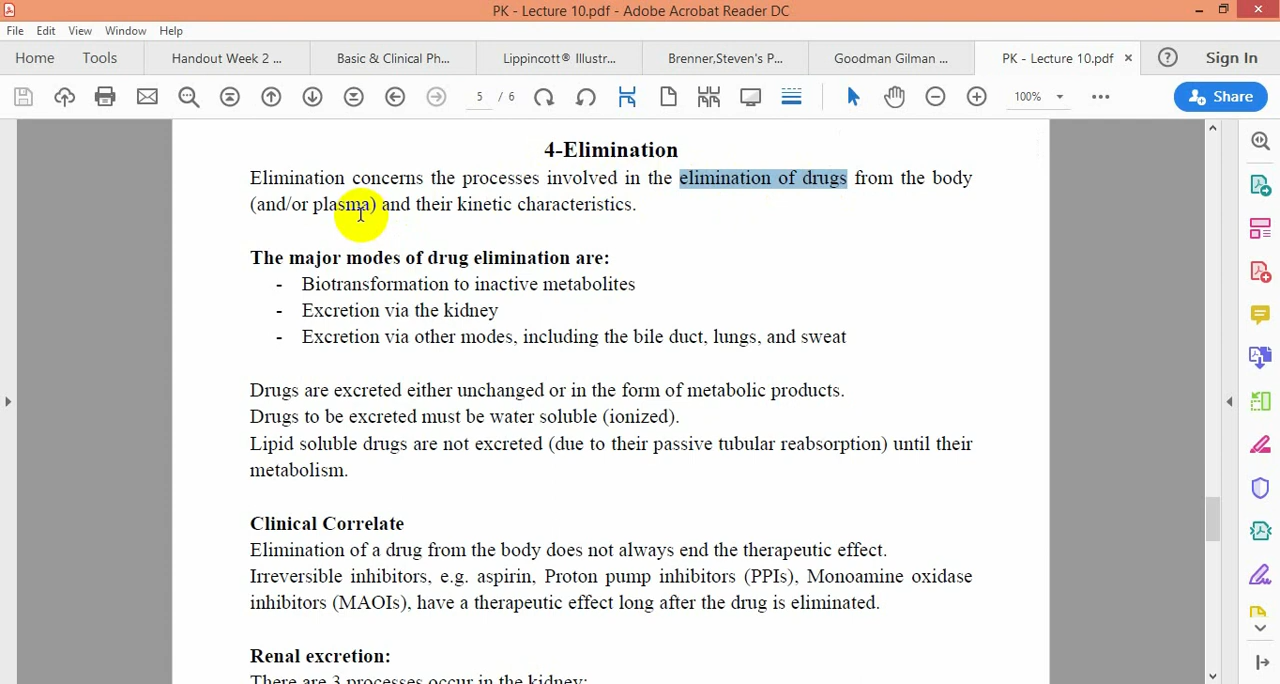 PK - Lecture 10.pdf - Adobe Acrobat Reader DC
File Edit View Window Help
Home Tools Handout Week 2 ... Basic & Clinical Ph... Lippincott® Illustr... Brenner,Steven's P... Goodman Gilman ... PK - Lecture 10.pdf × ? Sign In
5 / 6 100% Share
4-Elimination
Elimination concerns the processes involved in the elimination of drugs from the body
(and/or plasma) and their kinetic characteristics.
The major modes of drug elimination are:
- Biotransformation to inactive metabolites
- Excretion via the kidney
- Excretion via other modes, including the bile duct, lungs, and sweat
Drugs are excreted either unchanged or in the form of metabolic products.
Drugs to be excreted must be water soluble (ionized).
Lipid soluble drugs are not excreted (due to their passive tubular reabsorption) until their
metabolism.
Clinical Correlate
Elimination of a drug from the body does not always end the therapeutic effect.
Irreversible inhibitors, e.g. aspirin, Proton pump inhibitors (PPIs), Monoamine oxidase
inhibitors (MAOIs), have a therapeutic effect long after the drug is eliminated.
Renal excretion:
There are 3 processes occur in the kidney: